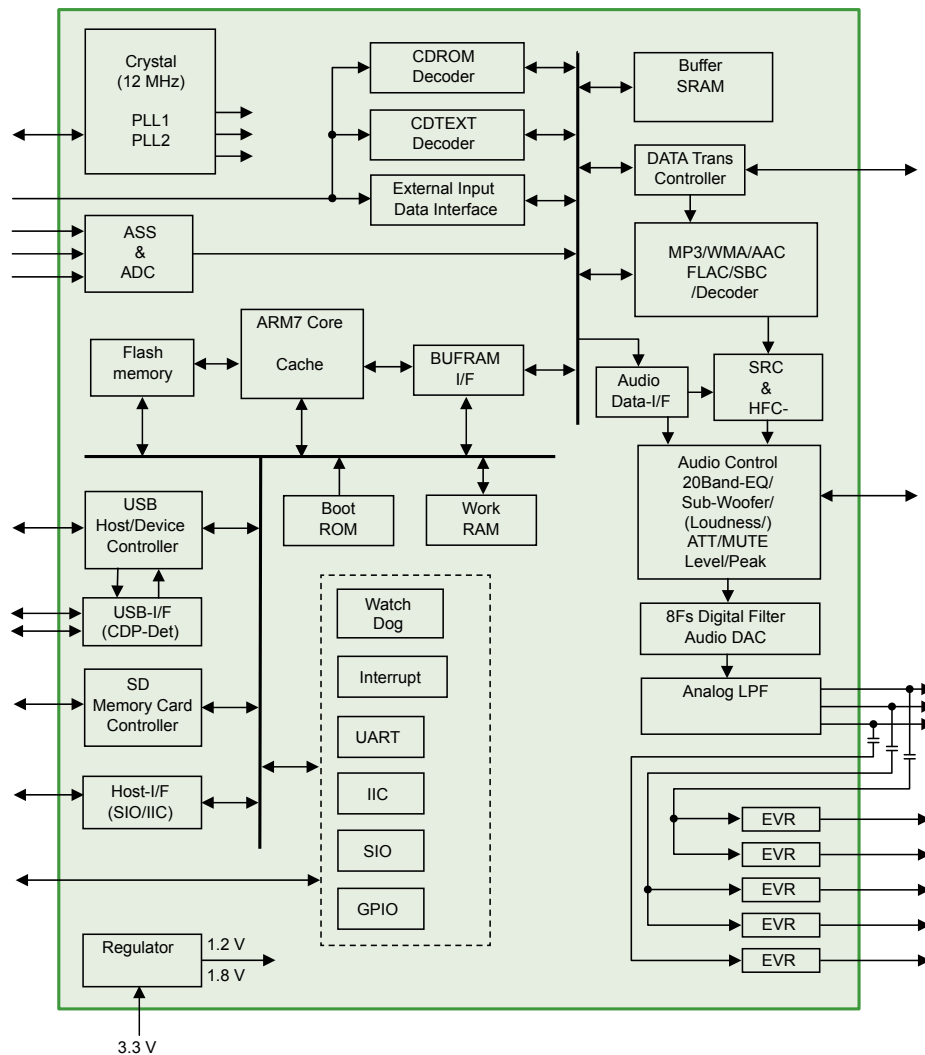 Crystal
(12 MHz)
PLL1
PLL2
CDROM
Decoder
CDTEXT
Decoder
External Input
Data Interface
Buffer
SRAM
DATA Trans
Controller
ASS
&
ADC
MP3/WMA/AAC
FLAC/SBC
/Decoder
ARM7 Core
Cache
Flash
memory
BUFRAM
I/F
Audio
Data-I/F
SRC
&
HFC-
Audio Control
20Band-EQ/
Sub-Woofer/
(Loudness/)
ATT/MUTE
Level/Peak
USB
Host/Device
Controller
Boot
ROM
Work
RAM
USB-I/F
(CDP-Det)
Watch
Dog
8Fs Digital Filter
Audio DAC
SD
Memory Card
Controller
Interrupt
Analog LPF
UART
Host-I/F
(SIO/IIC)
IIC
EVR
SIO
EVR
EVR
GPIO
EVR
Regulator
1.2 V
1.8 V
EVR
3.3 V